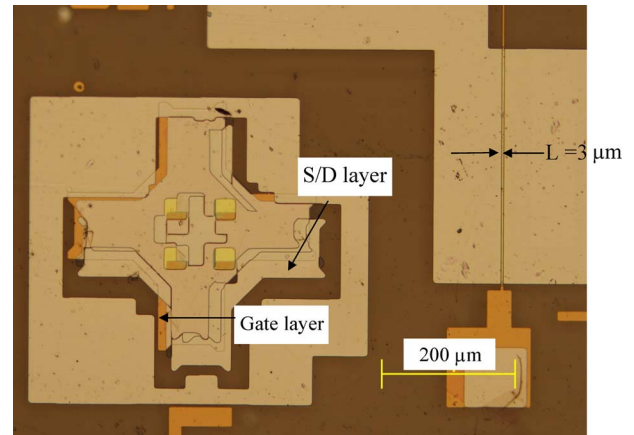 S/D layer
L =3 μm
Gate layer
200 μm